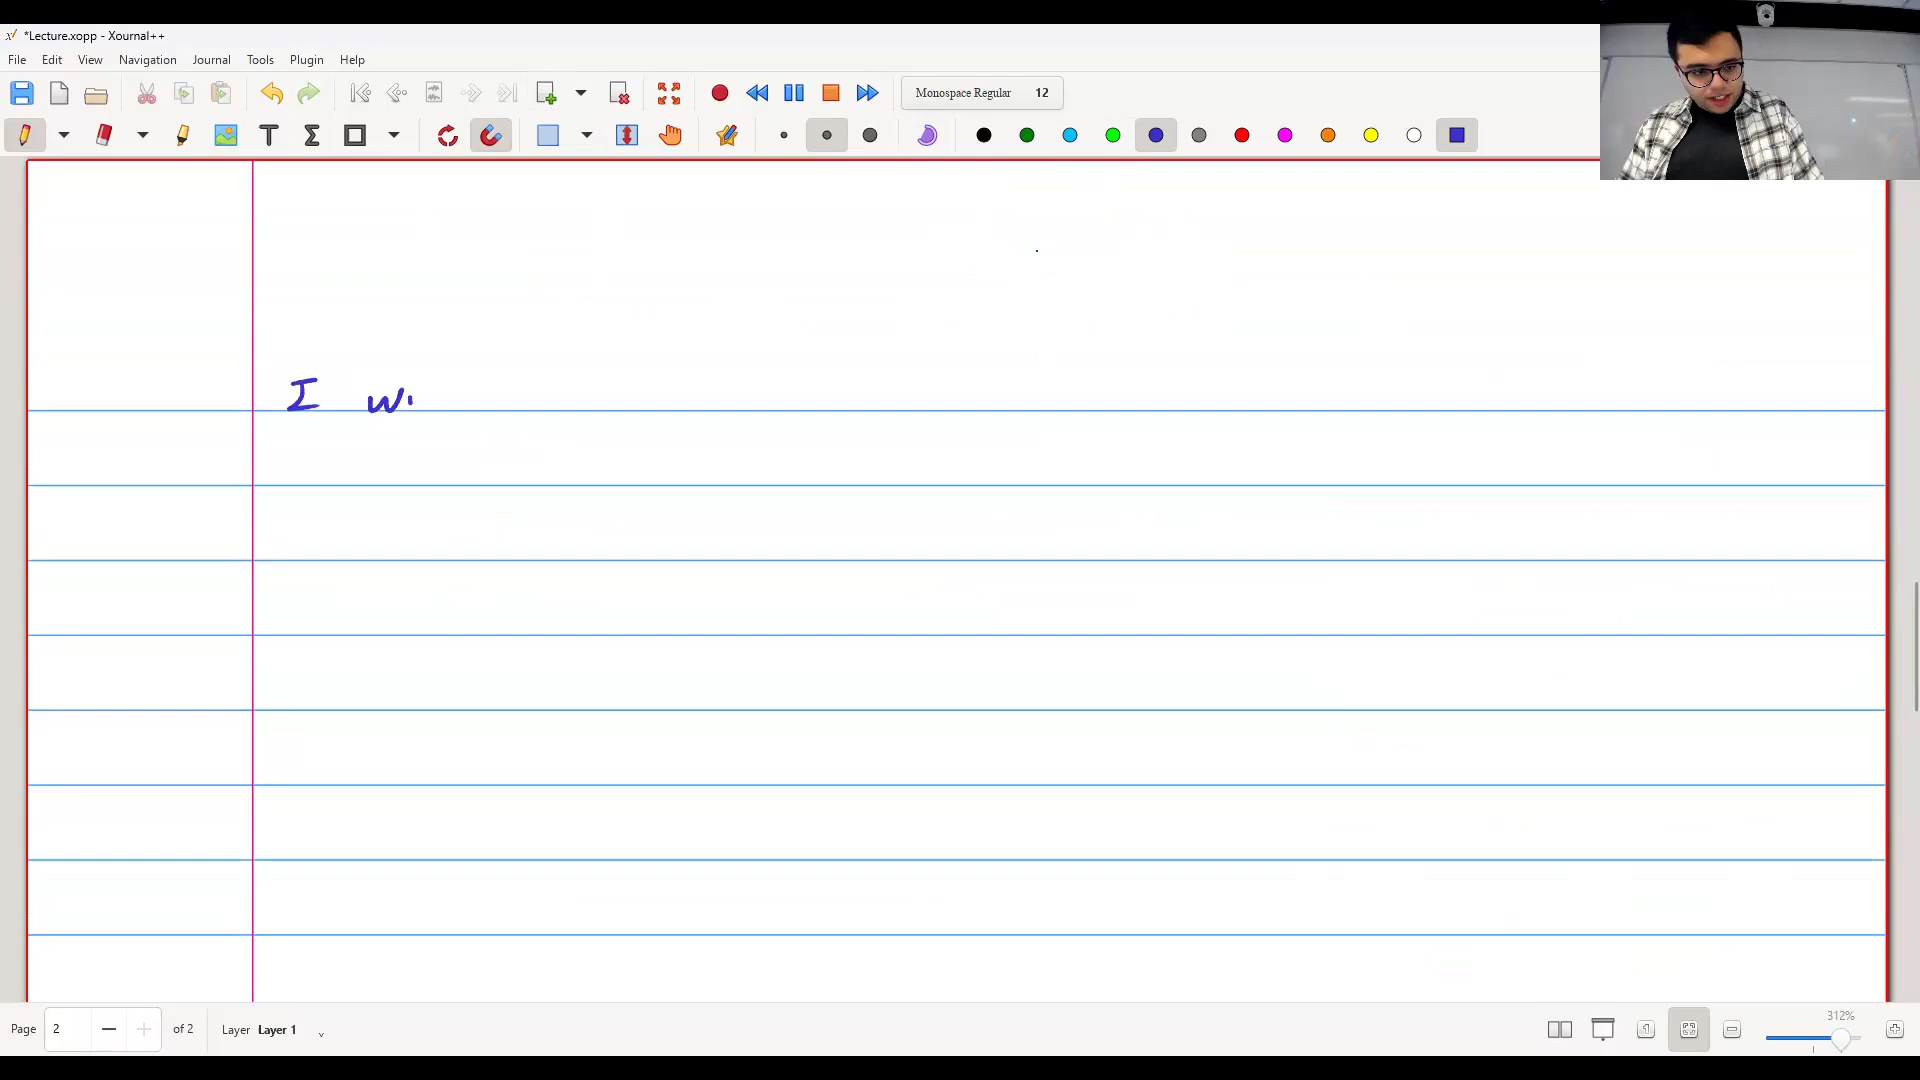 *Lecture.xopp - Xournal++
File Edit View Navigation Journal Tools Plugin Help
Monospace Regular 12
T Σ
I wi
Page 2 of 2 Layer Layer 1
312%